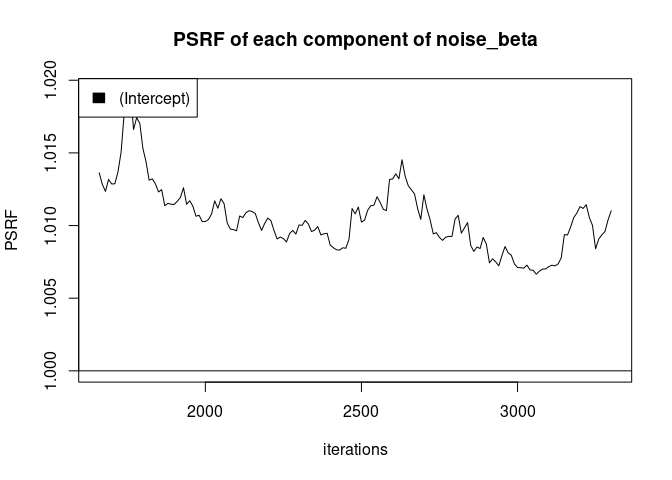 PSRF of each component of noise_beta
(Intercept)
PSRF
1.020
1.015
1.010
1.005
1.000
2000 2500 3000
iterations